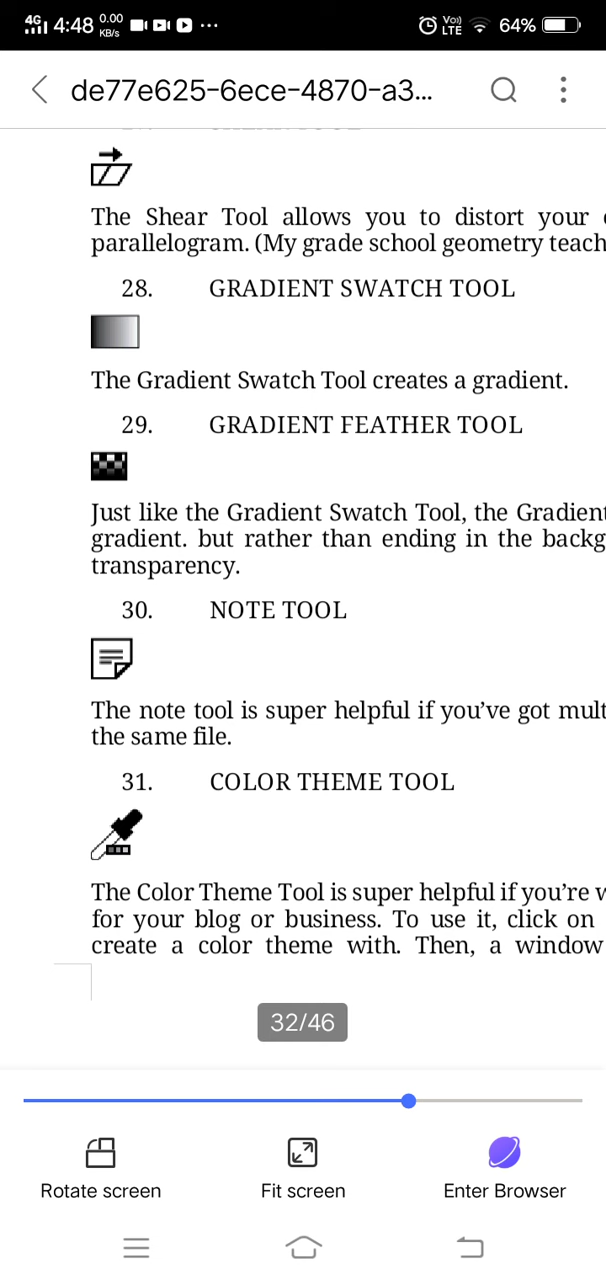 4G 4:48 0.00 KB/s ... Vo)) LTE 64%
de77e625-6ece-4870-a3...
The Shear Tool allows you to distort your
parallelogram. (My grade school geometry teach
28. GRADIENT SWATCH TOOL
The Gradient Swatch Tool creates a gradient.
29. GRADIENT FEATHER TOOL
Just like the Gradient Swatch Tool, the Gradient
gradient. but rather than ending in the backg
transparency.
30. NOTE TOOL
The note tool is super helpful if you’ve got mult
the same file.
31. COLOR THEME TOOL
The Color Theme Tool is super helpful if you’re w
for your blog or business. To use it, click on
create a color theme with. Then, a window
32/46
Rotate screen Fit screen Enter Browser